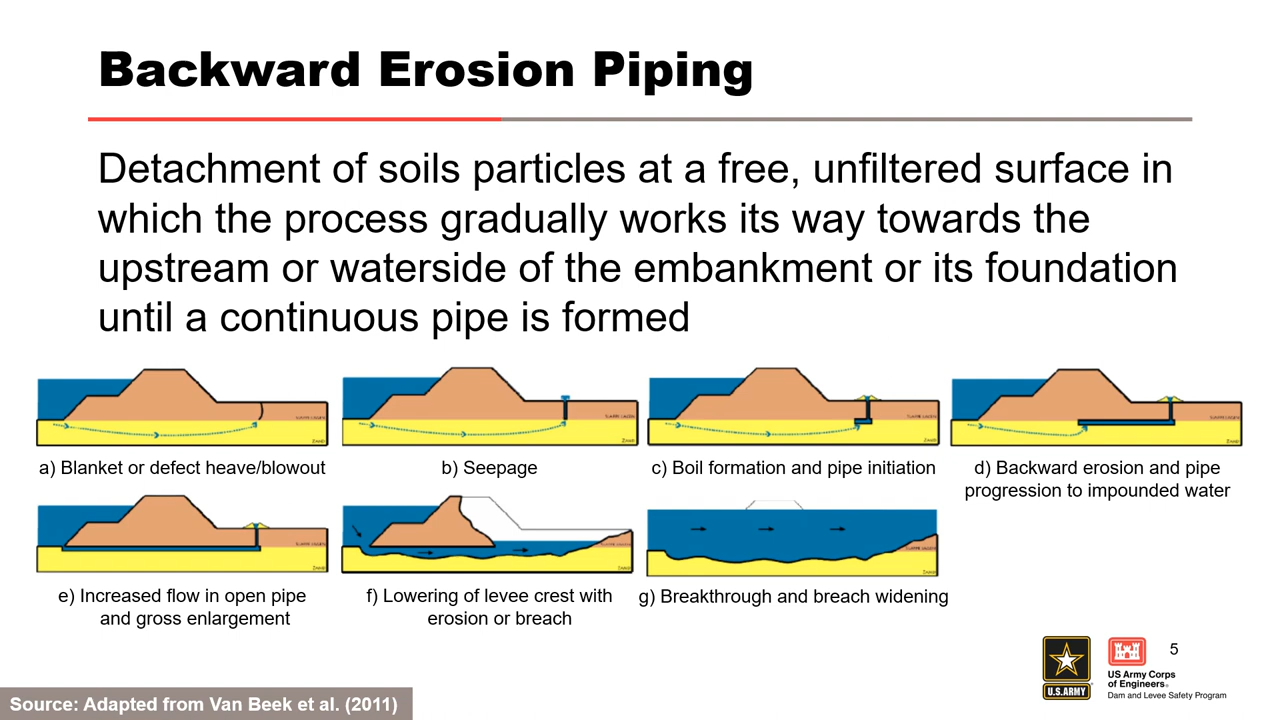 Backward Erosion Piping
Detachment of soils particles at a free, unfiltered surface in
which the process gradually works its way towards the
upstream or waterside of the embankment or its foundation
until a continuous pipe is formed
a) Blanket or defect heave/blowout
b) Seepage
c) Boil formation and pipe initiation
d) Backward erosion and pipe
progression to impounded water
e) Increased flow in open pipe
and gross enlargement
f) Lowering of levee crest with
erosion or breach
g) Breakthrough and breach widening
5
U.S. ARMY
US Army Corps
of Engineers®
Dam and Levee Safety Program
Source: Adapted from Van Beek et al. (2011)